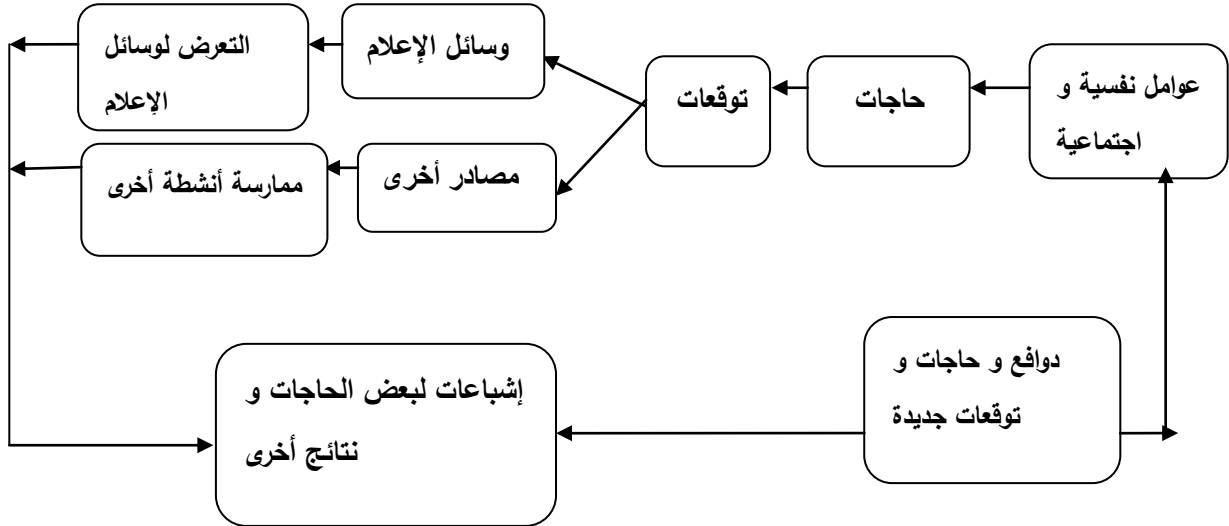 عوامل نفسية و
اجتماعية
حاجات
توقعات
وسائل الإعلام
التعرض لوسائل
الإعلام
مصادر أخرى
ممارسة أنشطة أخرى
دوافع و حاجات و
توقعات جديدة
إشباعات لبعض الحاجات و
نتائج أخرى